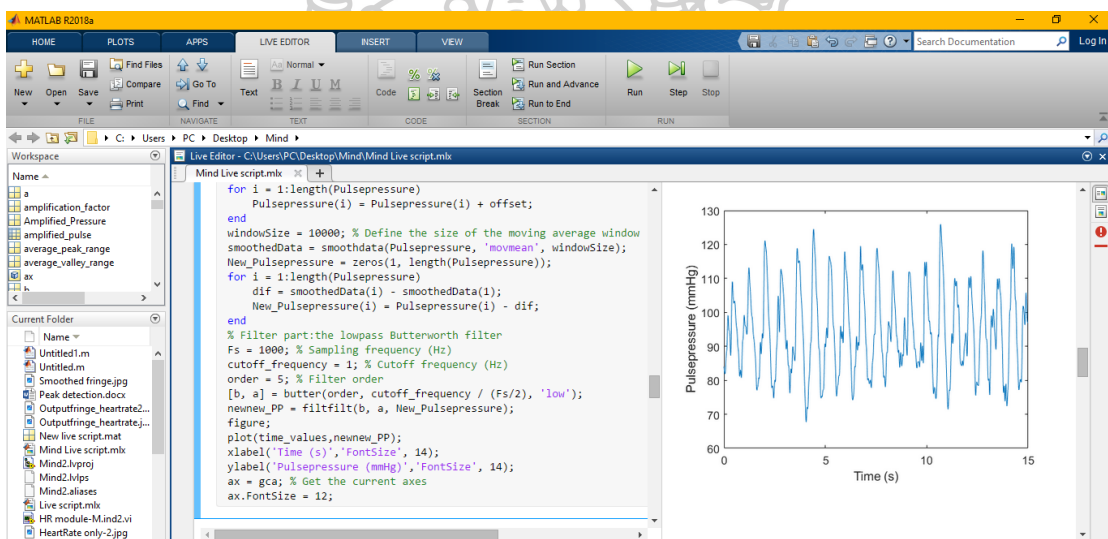 MATLAB R2018a
HOME PLOTS APPS LIVE EDITOR INSERT VIEW
Search Documentation
Log In
New Open Save
Find Files
Compare
Print
FILE
Go To
Find
NAVIGATE
Text
Aa Normal
B I U M
TEXT
Code
CODE
Section Break
Run Section
Run and Advance
Run to End
SECTION
Run Step Stop
RUN
C: Users PC Desktop Mind
Workspace
Name
a
amplification_factor
Amplified_Pressure
amplified_pulse
average_peak_range
average_valley_range
ax
b
Current Folder
Name
Untitled1.m
Untitled.m
Smoothed fringe.jpg
Peak detection.docx
Outputfringe_heartrate2...
Outputfringe_heartrate.j...
New live script.mat
Mind Live script.mlx
Mind2.lvproj
Mind2.lvlps
Mind2.aliases
Live script.mlx
HR module-M.ind2.vi
HeartRate only-2.jpg
Live Editor - C:\Users\PC\Desktop\Mind\Mind Live script.mlx
Mind Live script.mlx
for i = 1:length(Pulsepressure)
Pulsepressure(i) = Pulsepressure(i) + offset;
end
windowSize = 10000; % Define the size of the moving average window
smoothedData = smoothdata(Pulsepressure, 'movmean', windowSize);
New_Pulsepressure = zeros(1, length(Pulsepressure));
for i = 1:length(Pulsepressure)
dif = smoothedData(i) - smoothedData(1);
New_Pulsepressure(i) = Pulsepressure(i) - dif;
end
% Filter part:the lowpass Butterworth filter
Fs = 1000; % Sampling frequency (Hz)
cutoff_frequency = 1; % Cutoff frequency (Hz)
order = 5; % Filter order
[b, a] = butter(order, cutoff_frequency / (Fs/2), 'low');
newnew_PP = filtfilt(b, a, New_Pulsepressure);
figure;
plot(time_values,newnew_PP);
xlabel('Time (s)','FontSize', 14);
ylabel('Pulsepressure (mmHg)','FontSize', 14);
ax = gca; % Get the current axes
ax.FontSize = 12;
Pulsepressure (mmHg)
130
120
110
100
90
80
70
60
0 5 10 15
Time (s)